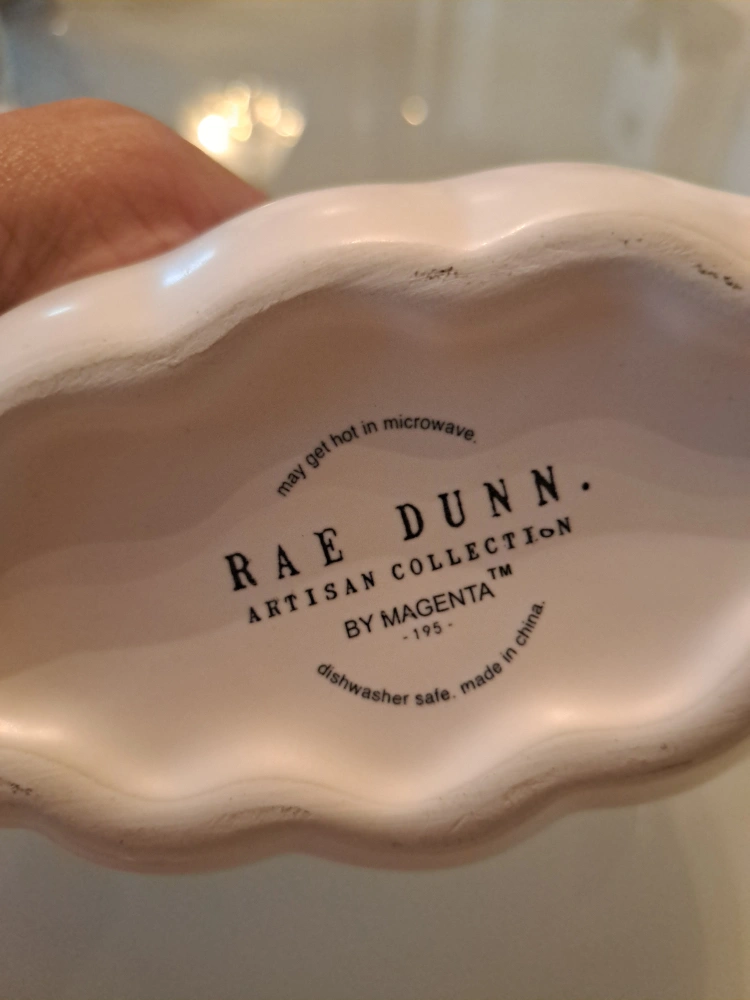 may get hot in microwave.
RAE DUNN.
ARTISAN COLLECTION
BY MAGENTA™
- 195 -
dishwasher safe. made in china.